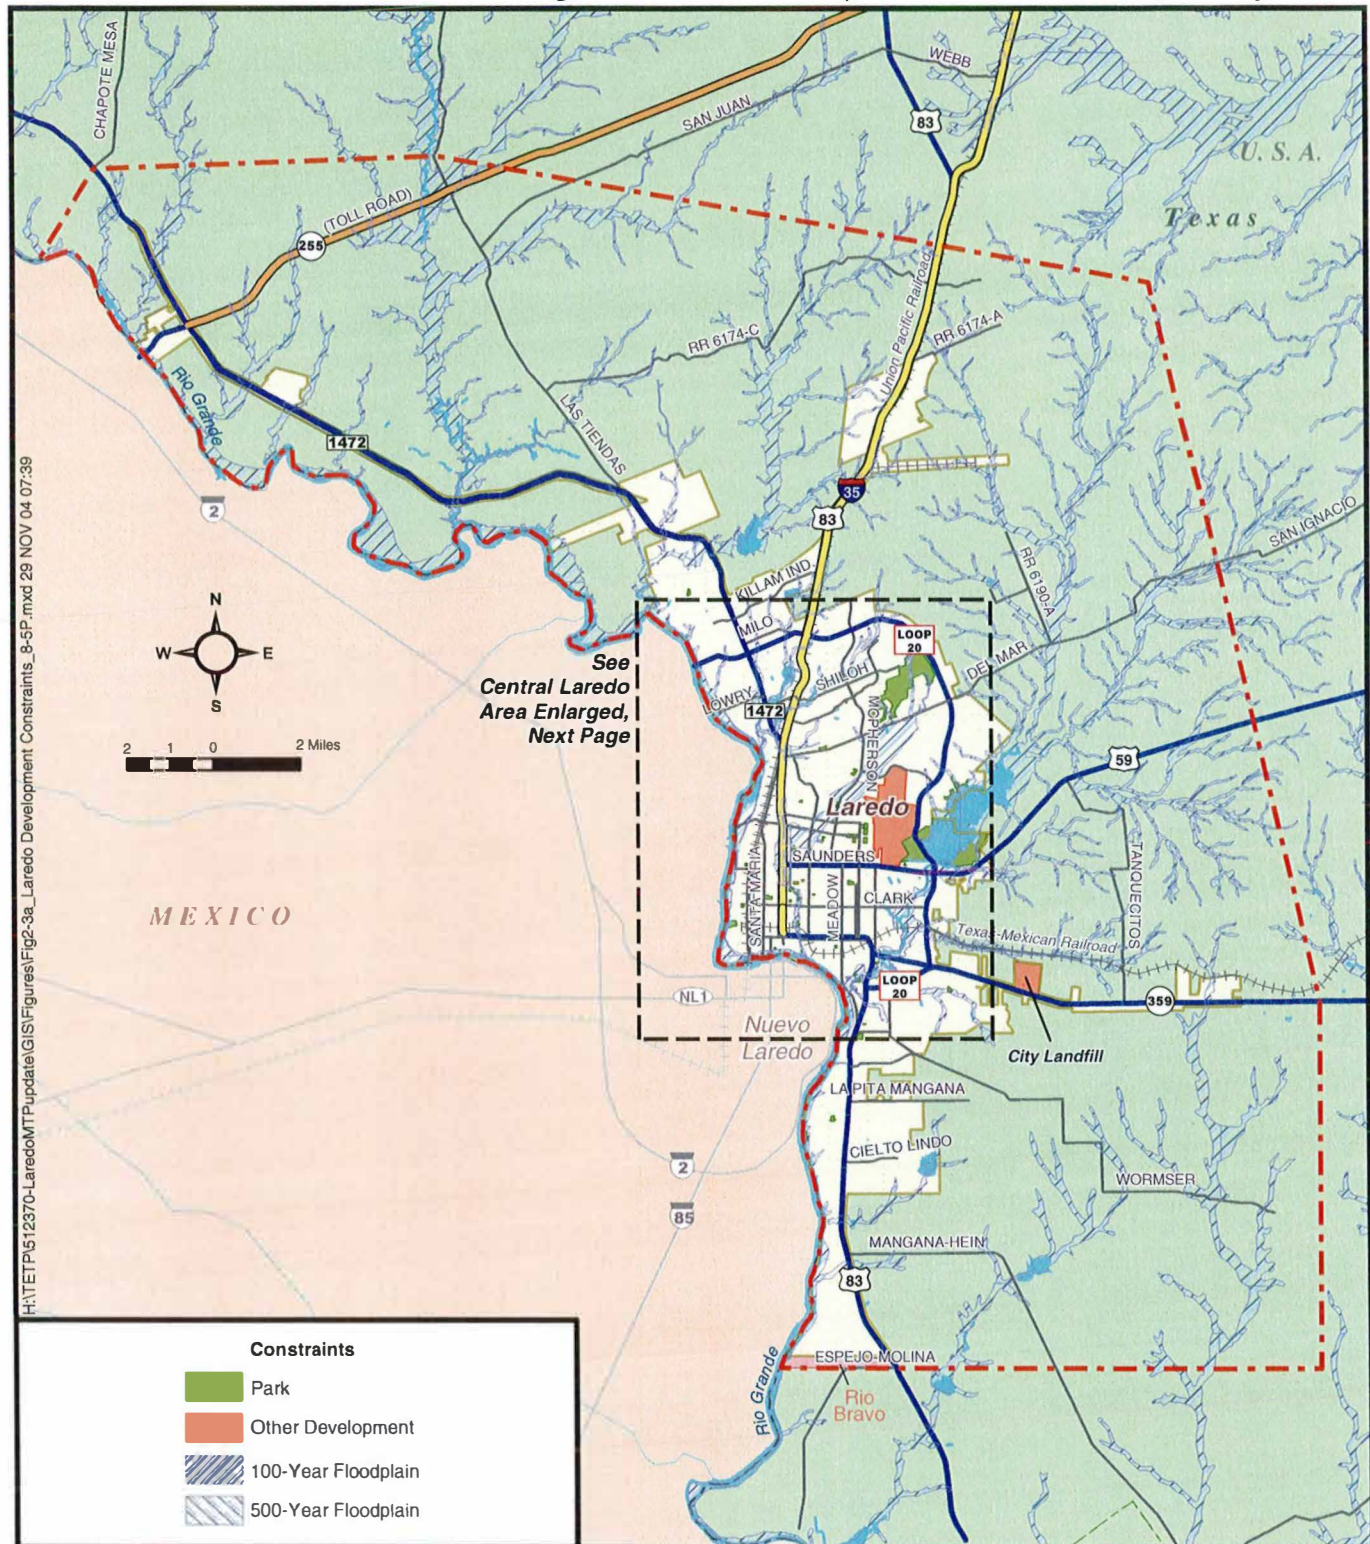 CHAPOTE MESA
WEBB
SAN JUAN
83
U. S. A.
Texas
(TOLL ROAD)
255
Union Pacific Railroad
RR 6174-C
RR 6174-A
Rio Grande
LAS TIENDAS
1472
35
83
2
SAN IGNACIO
RR 6190-A
KILLAM IND.
N
W E
S
MILO
LOOP
20
DEL MAR
See
Central Laredo
Area Enlarged,
Next Page
SHILOH
LOWRY
1472
MCPHERSON
2 1 0 2 Miles
59
Laredo
SAUNDERS
TANQUECITOS
SANTA MARIA
MEADOW
CLARK
MEXICO
Texas-Mexican Railroad
LOOP
20
NL1
359
Nuevo
Laredo
City Landfill
LA PITA MANGANA
CIELTO LINDO
2
WORMSER
85
MANGANA-HEIN
83
ESPEJO-MOLINA
Rio
Bravo
Rio Grande
H:\TETP\512370-LaredoMTPupdate\GIS\Figures\Fig2-3a_Laredo Development Constraints_8-5P.mxd 29 NOV 04 07:39
Constraints
Park
Other Development
100-Year Floodplain
500-Year Floodplain